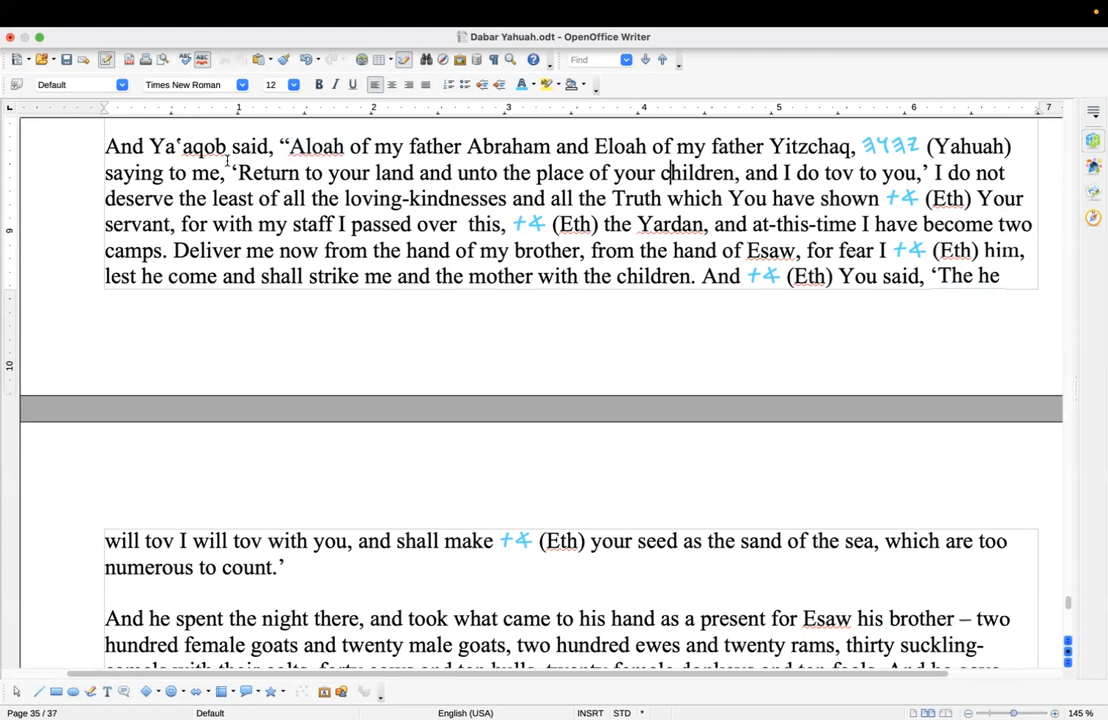 Dabar Yahuah.odt - OpenOffice Writer
Find
Default Times New Roman 12
1 2 3 4 5 6 7
And Yaʽaqob said, “Aloah of my father Abraham and Eloah of my father Yitzchaq, 𐤉𐤄𐤅𐤄 (Yahuah)
saying to me, ‘Return to your land and unto the place of your children, and I do tov to you,’ I do not
deserve the least of all the loving-kindnesses and all the Truth which You have shown 𐤀𐤕 (Eth) Your
servant, for with my staff I passed over this, 𐤀𐤕 (Eth) the Yardan, and at-this-time I have become two
camps. Deliver me now from the hand of my brother, from the hand of Esaw, for fear I 𐤀𐤕 (Eth) him,
lest he come and shall strike me and the mother with the children. And 𐤀𐤕 (Eth) You said, ‘The he
9
10
will tov I will tov with you, and shall make 𐤀𐤕 (Eth) your seed as the sand of the sea, which are too
numerous to count.’
And he spent the night there, and took what came to his hand as a present for Esaw his brother – two
hundred female goats and twenty male goats, two hundred ewes and twenty rams, thirty suckling-
Page 35 / 37 Default English (USA) INSRT STD * 145 %